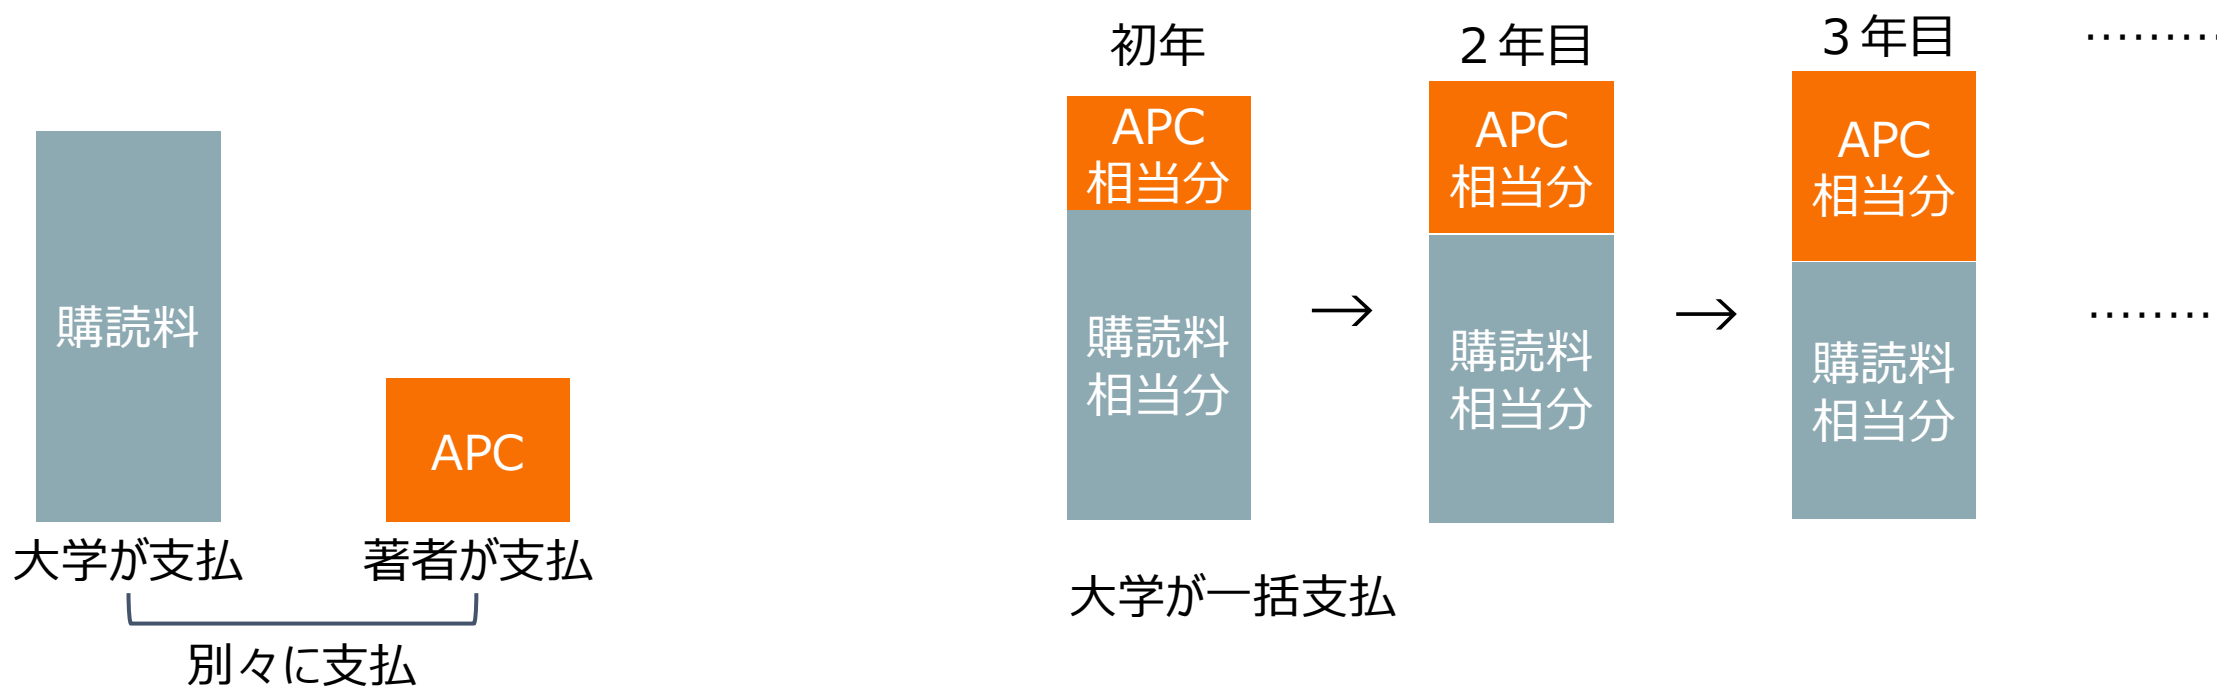 購読料
大学が支払
APC
著者が支払
別々に支払
初年
APC
相当分
購読料
相当分
→
２年目
APC
相当分
購読料
相当分
→
３年目
APC
相当分
購読料
相当分
………
………
大学が一括支払